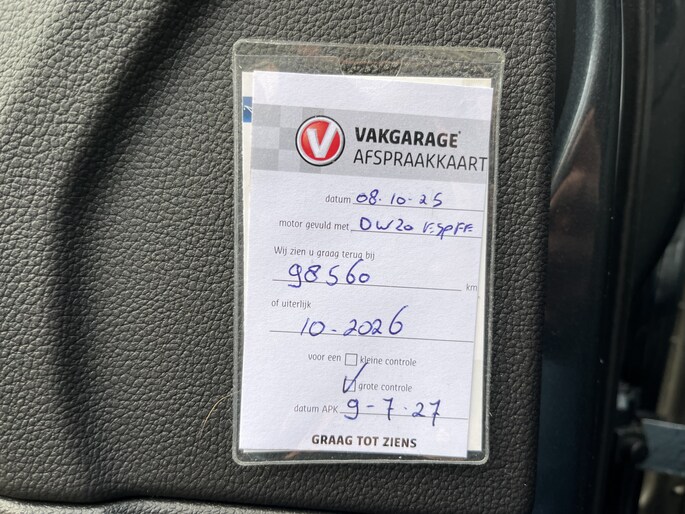 V VAKGARAGE
AFSPRAAKKAART
datum 08-10-25
motor gevuld met 0W20
Wij zien u graag terug bij
98560 km
of uiterlijk
10-2026
voor een kleine controle
grote controle
datum APK 9-7-27
GRAAG TOT ZIENS